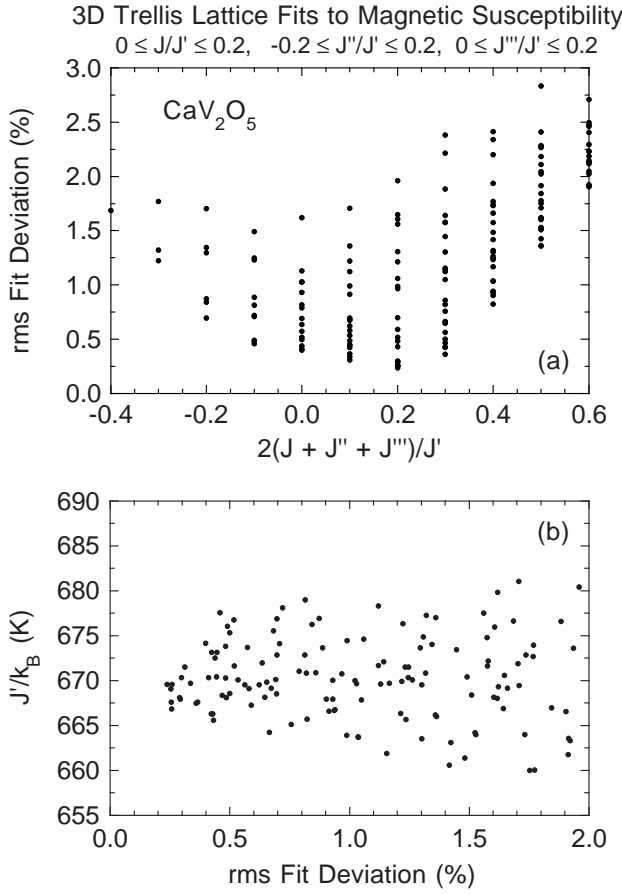 3D Trellis Lattice Fits to Magnetic Susceptibility
0 ≤ J/J' ≤ 0.2, -0.2 ≤ J''/J' ≤ 0.2, 0 ≤ J'''/J' ≤ 0.2
3.0
2.5
2.0
1.5
1.0
0.5
0.0
rms Fit Deviation (%)
CaV₂O₅
(a)
-0.4 -0.2 0.0 0.2 0.4 0.6
2(J + J'' + J''')/J'
690
685
680
675
670
665
660
655
J'/k_B (K)
(b)
0.0 0.5 1.0 1.5 2.0
rms Fit Deviation (%)